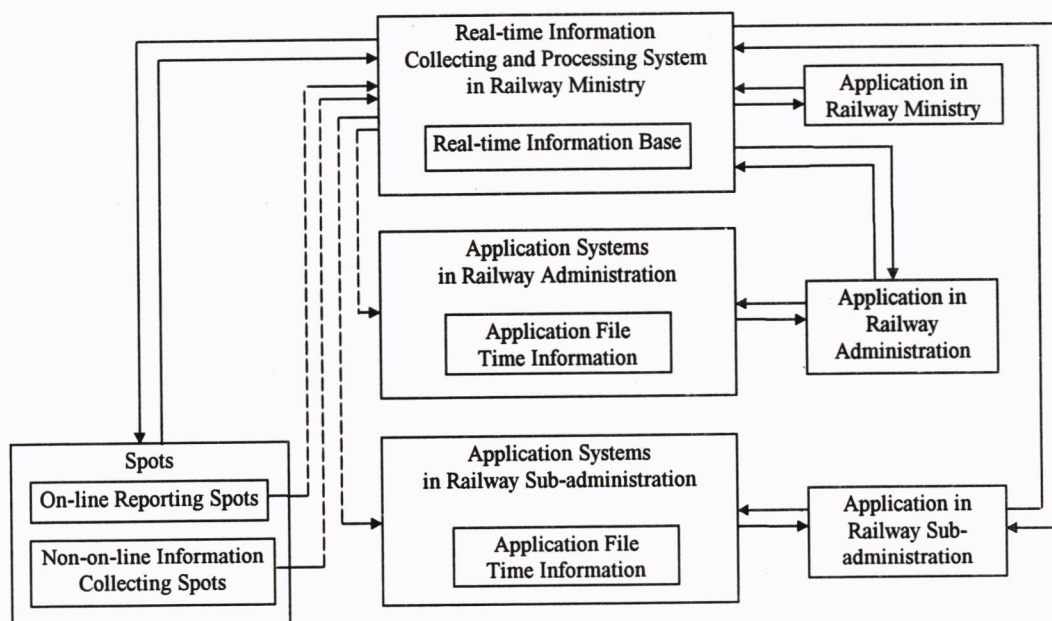 Real-time Information
Collecting and Processing System
in Railway Ministry
Real-time Information Base
Application in
Railway Ministry
Application Systems
in Railway Administration
Application File
Time Information
Application in
Railway
Administration
Spots
On-line Reporting Spots
Non-on-line Information
Collecting Spots
Application Systems
in Railway Sub-administration
Application File
Time Information
Application in
Railway Sub-
administration